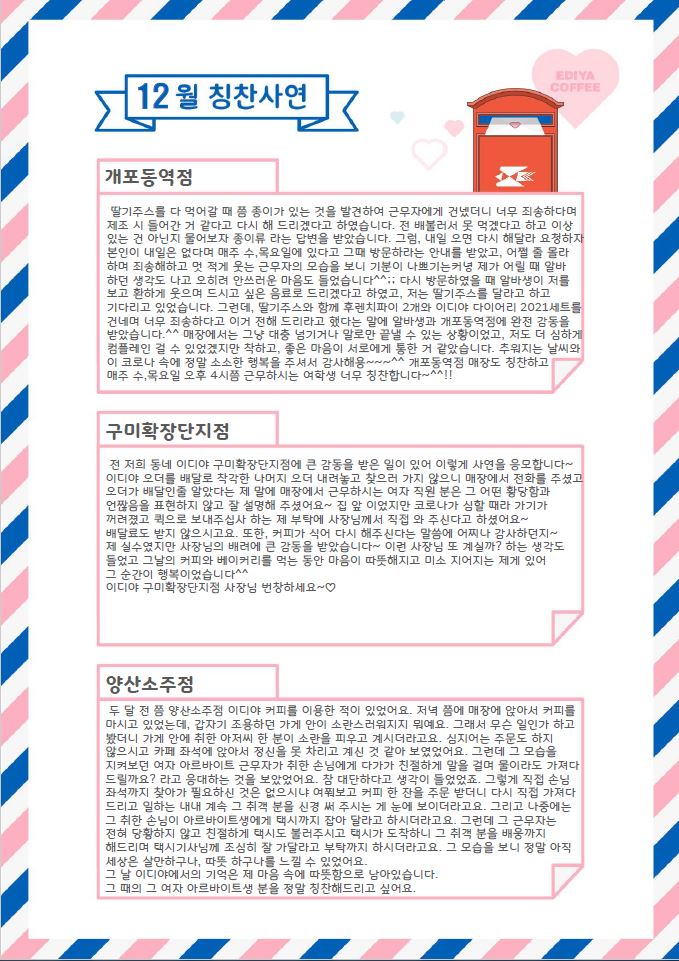 EDIYA
COFFEE
12월 칭찬사연
개포동역점
딸기주스를 다 먹어갈 때 쯤 종이가 있는 것을 발견하여 근무자에게 건넸더니 너무 죄송하다며
제조 시 들어간 거 같다고 다시 해 드리겠다고 하였습니다. 전 배불러서 못 먹겠다고 하고 이상
있는 건 아닌지 물어보자 종이류 라는 답변을 받았습니다. 그럼, 내일 오면 다시 해달라 요청하자
본인이 내일은 없다며 매주 수,목요일에 있다고 그때 방문하라는 안내를 받았고, 어쩔 줄 몰라
하며 죄송해하고 멋 적게 웃는 근무자의 모습을 보니 기분이 나쁘기는커녕 제가 어릴 때 알바
하던 생각도 나고 오히려 안쓰러운 마음도 들었습니다^^;; 다시 방문하였을 때 알바생이 저를
보고 환하게 웃으며 드시고 싶은 음료로 드리겠다고 하였고, 저는 딸기주스를 달라고 하고
기다리고 있었습니다. 그런데, 딸기주스와 함께 후렌치파이 2개와 이디야 다이어리 2021세트를
건네며 너무 죄송하다고 이거 전해 드리라고 했다는 말에 알바생과 개포동역점에 완전 감동을
받았습니다.^^ 매장에서는 그냥 대충 넘기거나 말로만 끝낼 수 있는 상황이었고, 저도 더 심하게
컴플레인 걸 수 있었겠지만 착하고, 좋은 마음이 서로에게 통한 거 같았습니다. 추워지는 날씨와
이 코로나 속에 정말 소소한 행복을 주셔서 감사해용~~~^^ 개포동역점 매장도 칭찬하고
매주 수,목요일 오후 4시쯤 근무하시는 여학생 너무 칭찬합니다~^^!!
구미확장단지점
전 저희 동네 이디야 구미확장단지점에 큰 감동을 받은 일이 있어 이렇게 사연을 응모합니다~
이디야 오더를 배달로 착각한 나머지 오더 내려놓고 찾으러 가지 않으니 매장에서 전화를 주셨고
오더가 배달인줄 알았다는 제 말에 매장에서 근무하시는 여자 직원 분은 그 어떤 황당함과
언짢음을 표현하지 않고 잘 설명해 주셨어요~ 집 앞 이었지만 코로나가 심할 때라 가기가
꺼려졌고 퀵으로 보내주십사 하는 제 부탁에 사장님께서 직접 와 주신다고 하셨어요~
배달료도 받지 않으시고요. 또한, 커피가 식어 다시 해주신다는 말씀에 어찌나 감사하던지~
제 실수였지만 사장님의 배려에 큰 감동을 받았습니다~ 이런 사장님 또 계실까? 하는 생각도
들었고 그날의 커피와 베이커리를 먹는 동안 마음이 따뜻해지고 미소 지어지는 제게 있어
그 순간이 행복이었습니다^^
이디야 구미확장단지점 사장님 번창하세요~♡
양산소주점
두 달 전 쯤 양산소주점 이디야 커피를 이용한 적이 있었어요. 저녁 쯤에 매장에 앉아서 커피를
마시고 있었는데, 갑자기 조용하던 가게 안이 소란스러워지지 뭐예요. 그래서 무슨 일인가 하고
봤더니 가게 안에 취한 아저씨 한 분이 소란을 피우고 계시더라고요. 심지어는 주문도 하지
않으시고 카페 좌석에 앉아서 정신을 못 차리고 계신 것 같아 보였었어요. 그런데 그 모습을
지켜보던 여자 아르바이트 근무자가 취한 손님에게 다가가 친절하게 말을 걸며 물이라도 가져다
드릴까요? 라고 응대하는 것을 보았었어요. 참 대단하다고 생각이 들었었죠. 그렇게 직접 손님
좌석까지 찾아가 필요하신 것은 없으시냐 여쭤보고 커피 한 잔을 주문 받더니 다시 직접 가져다
드리고 일하는 내내 계속 그 취객 분을 신경 써 주시는 게 눈에 보이더라고요. 그리고 나중에는
그 취한 손님이 아르바이트생에게 택시까지 잡아 달라고 하시더라고요. 그런데 그 근무자는
전혀 당황하지 않고 친절하게 택시도 불러주시고 택시가 도착하니 그 취객 분을 배웅까지
해드리며 택시기사님께 조심히 잘 가달라고 부탁까지 하시더라고요. 그 모습을 보니 정말 아직
세상은 살만하구나, 따뜻 하구나를 느낄 수 있었어요.
그 날 이디야에서의 기억은 제 마음 속에 따뜻함으로 남아있습니다.
그 때의 그 여자 아르바이트생 분을 정말 칭찬해드리고 싶어요.